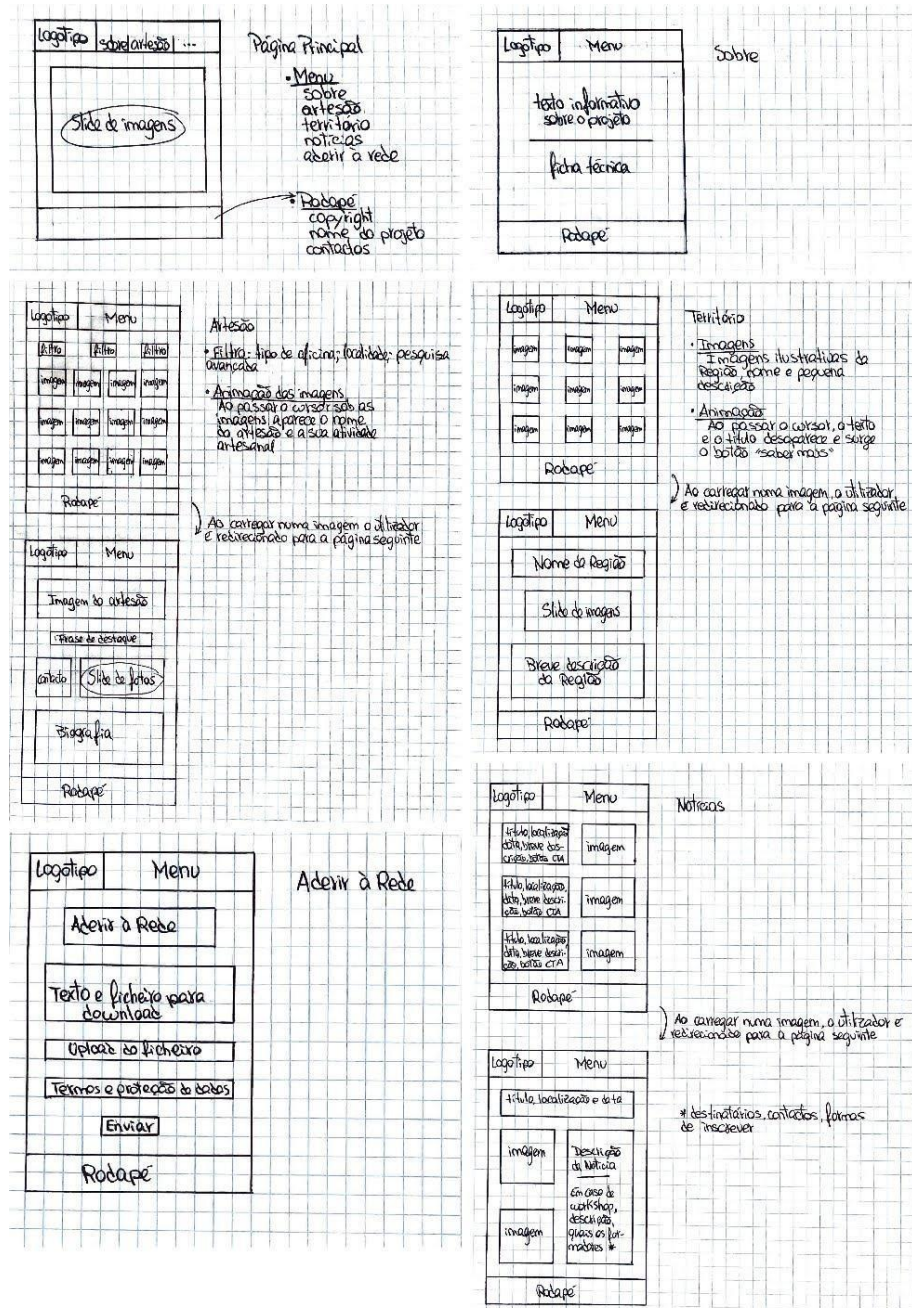 Logótipo
sobre|artesão| ...
Slide de imagens
Página Principal
• Menu
sobre
artesão
território
notícias
aderir à rede
• Rodapé
copyright
nome do projeto
contactos
Logótipo
Menu
texto informativo
sobre o projeto
ficha técnica
Rodapé
Sobre
Logótipo
Menu
filtro
filtro
filtro
imagem
imagem
imagem
imagem
imagem
imagem
imagem
imagem
imagem
imagem
imagem
imagem
Rodapé
Artesão
• Filtro: tipo de oficina; localidade; pesquisa
avançada
• Animação das imagens
Ao passar o cursor sob as
imagens, aparece o nome
do artesão e a sua atividade
artesanal
Ao carregar numa imagem o utilizador
é redirecionado para a página seguinte
Logótipo
Menu
Imagem do artesão
Frase de destaque
contacto
Slide de fotos
Biografia
Rodapé
Logótipo
Menu
imagem
imagem
imagem
imagem
imagem
imagem
imagem
imagem
imagem
Rodapé
Território
• Imagens
Imagens ilustrativas da
Região, nome e pequena
descrição
• Animação
Ao passar o cursor, o texto
e o título desaparece e surge
o botão "saber mais"
Ao carregar numa imagem, o utilizador
é redirecionado para a página seguinte
Logótipo
Menu
Nome da Região
Slide de imagens
Breve descrição
da Região
Rodapé
Logótipo
Menu
Aderir à Rede
Texto e ficheiro para
download
Upload do ficheiro
Termos e proteção de dados
Enviar
Rodapé
Aderir à Rede
Logótipo
Menu
título, localização
data, breve des-
crição, botão CTA
imagem
título, localização,
data, breve descri-
ção, botão CTA
imagem
título, localização,
data, breve descri-
ção, botão CTA
imagem
Rodapé
Notícias
Ao carregar numa imagem, o utilizador é
redirecionado para a página seguinte
Logótipo
Menu
título, localização e data
imagem
imagem
Descrição
da Notícia
Em caso de
workshop,
descrição,
quais os for-
madores *
Rodapé
* destinatários, contactos, formas
de inscrever